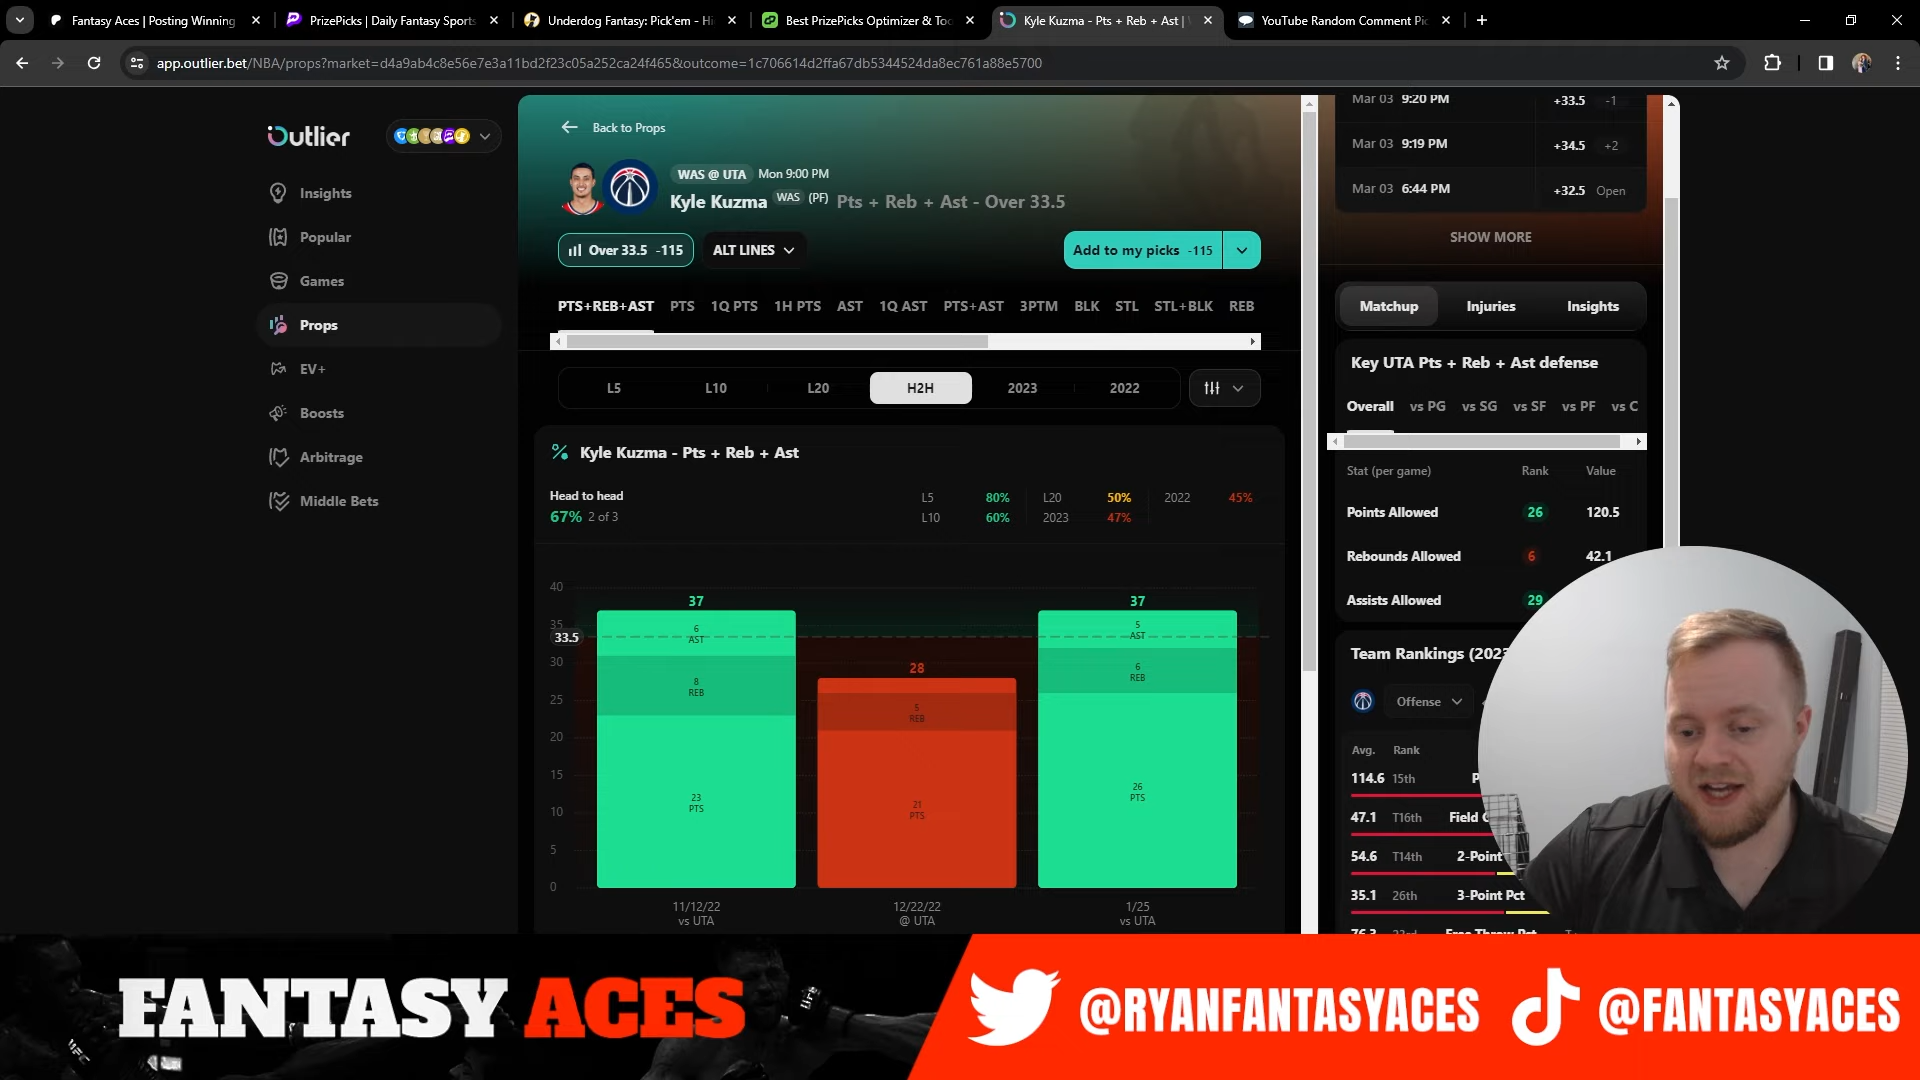 Fantasy Aces | Posting Winning
PrizePicks | Daily Fantasy Sports
Underdog Fantasy: Pick'em - Hi
Best PrizePicks Optimizer & Too
Kyle Kuzma - Pts + Reb + Ast |
YouTube Random Comment Pic
app.outlier.bet/NBA/props?market=d4a9ab4c8e56e7e3a11bd2f23c05a252ca24f465&outcome=1c706614d2ffa67db5344524da8ec761a88e5700
Outlier
Insights
Popular
Games
Props
EV+
Boosts
Arbitrage
Middle Bets
Back to Props
WAS @ UTA Mon 9:00 PM
Kyle Kuzma WAS (PF) Pts + Reb + Ast - Over 33.5
Over 33.5 -115 ALT LINES
Add to my picks -115
PTS+REB+AST PTS 1Q PTS 1H PTS AST 1Q AST PTS+AST 3PTM BLK STL STL+BLK REB
L5 L10 L20 H2H 2023 2022
Kyle Kuzma - Pts + Reb + Ast
Head to head
67% 2 of 3
L5 80% L20 50% 2022 45%
L10 60% 2023 47%
40
35
33.5
30
25
20
15
10
5
0
37
6
AST
8
REB
23
PTS
28
5
REB
21
PTS
37
5
AST
6
REB
26
PTS
11/12/22
vs UTA
12/22/22
@ UTA
1/25
vs UTA
Mar 03 9:20 PM +33.5 -1
Mar 03 9:19 PM +34.5 +2
Mar 03 6:44 PM +32.5 Open
SHOW MORE
Matchup Injuries Insights
Key UTA Pts + Reb + Ast defense
Overall vs PG vs SG vs SF vs PF vs C
Stat (per game) Rank Value
Points Allowed 26 120.5
Rebounds Allowed 6 42.1
Assists Allowed 29
Team Rankings (2023
Offense
Avg. Rank
114.6 15th P
47.1 T16th Field G
54.6 T14th 2-Point
35.1 26th 3-Point Pct
FANTASY ACES
UFC
@RYANFANTASYACES
@FANTASYACES